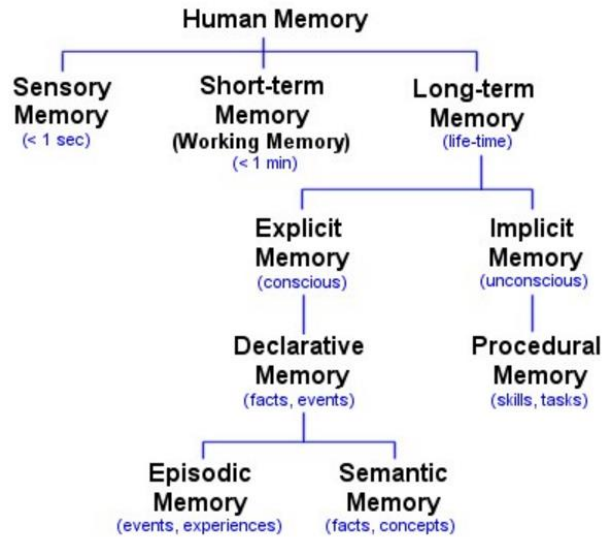 Human Memory
Sensory
Memory
(< 1 sec)
Short-term
Memory
(Working Memory)
(< 1 min)
Long-term
Memory
(life-time)
Explicit
Memory
(conscious)
Implicit
Memory
(unconscious)
Declarative
Memory
(facts, events)
Procedural
Memory
(skills, tasks)
Episodic
Memory
(events, experiences)
Semantic
Memory
(facts, concepts)